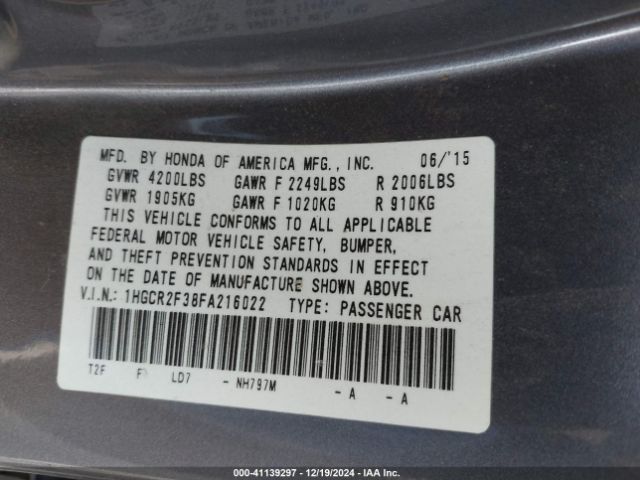 MFD. BY HONDA OF AMERICA MFG., INC. 06/'15
GVWR 4200LBS GAWR F 2249LBS R 2006LBS
GVWR 1905KG GAWR F 1020KG R 910KG
THIS VEHICLE CONFORMS TO ALL APPLICABLE
FEDERAL MOTOR VEHICLE SAFETY, BUMPER,
AND THEFT PREVENTION STANDARDS IN EFFECT
ON THE DATE OF MANUFACTURE SHOWN ABOVE.
V.I.N.: 1HGCR2F38FA216022 TYPE: PASSENGER CAR
T2F F LD7 - NH797M - A - A
000-41139297 - 12/19/2024 - IAA Inc.